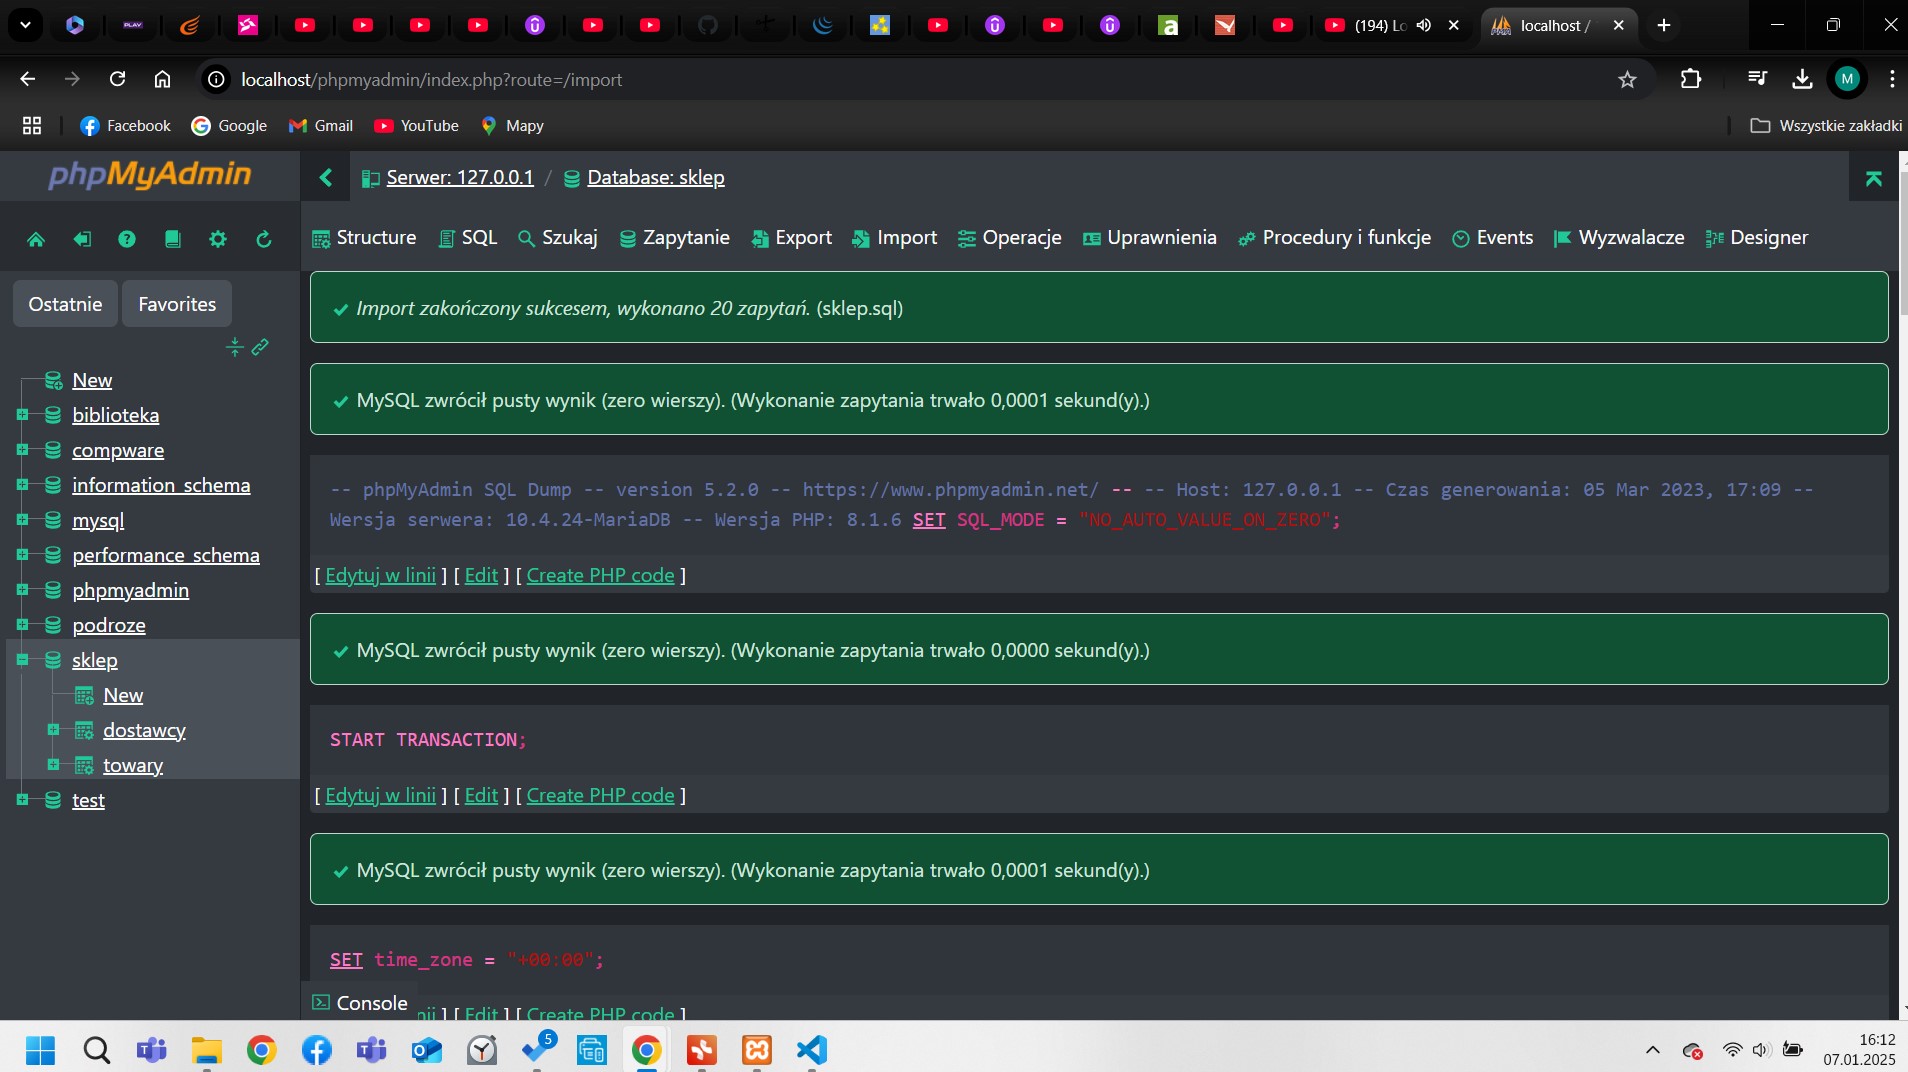 PLAY
(194) Lo
localhost /
localhost/phpmyadmin/index.php?route=/import
M
Facebook
Google
Gmail
YouTube
Mapy
Wszystkie zakładki
phpMyAdmin
Serwer: 127.0.0.1 / Database: sklep
Structure
SQL
Szukaj
Zapytanie
Export
Import
Operacje
Uprawnienia
Procedury i funkcje
Events
Wyzwalacze
Designer
Ostatnie
Favorites
New
biblioteka
compware
information_schema
mysql
performance_schema
phpmyadmin
podroze
sklep
New
dostawcy
towary
test
Import zakończony sukcesem, wykonano 20 zapytań. (sklep.sql)
MySQL zwrócił pusty wynik (zero wierszy). (Wykonanie zapytania trwało 0,0001 sekund(y).)
-- phpMyAdmin SQL Dump -- version 5.2.0 -- https://www.phpmyadmin.net/ -- -- Host: 127.0.0.1 -- Czas generowania: 05 Mar 2023, 17:09 --
Wersja serwera: 10.4.24-MariaDB -- Wersja PHP: 8.1.6 SET SQL_MODE = "NO_AUTO_VALUE_ON_ZERO";
[ Edytuj w linii ] [ Edit ] [ Create PHP code ]
MySQL zwrócił pusty wynik (zero wierszy). (Wykonanie zapytania trwało 0,0000 sekund(y).)
START TRANSACTION;
[ Edytuj w linii ] [ Edit ] [ Create PHP code ]
MySQL zwrócił pusty wynik (zero wierszy). (Wykonanie zapytania trwało 0,0001 sekund(y).)
SET time_zone = "+00:00";
Console
nii ] [ Edit ] [ Create PHP code ]
5
16:12
07.01.2025